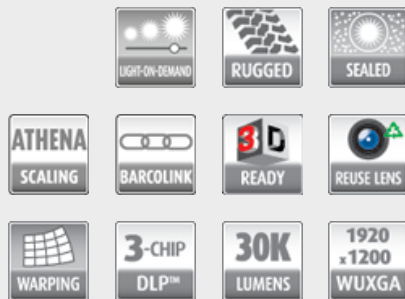 LIGHT-ON-DEMAND
RUGGED
SEALED
ATHENA
SCALING
BARCOLINK
3D
READY
REUSE LENS
WARPING
3-CHIP
DLP™
30K
LUMENS
1920
x1200
WUXGA